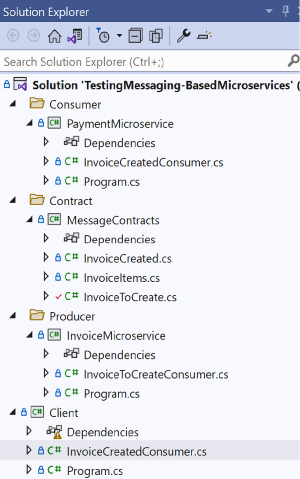 Solution Explorer
Search Solution Explorer (Ctrl+;)
Solution 'TestingMessaging-BasedMicroservices' (
Consumer
C# PaymentMicroservice
Dependencies
C# InvoiceCreatedConsumer.cs
C# Program.cs
Contract
C# MessageContracts
Dependencies
C# InvoiceCreated.cs
C# InvoiceItems.cs
C# InvoiceToCreate.cs
Producer
C# InvoiceMicroservice
Dependencies
C# InvoiceToCreateConsumer.cs
C# Program.cs
C# Client
Dependencies
C# InvoiceCreatedConsumer.cs
C# Program.cs